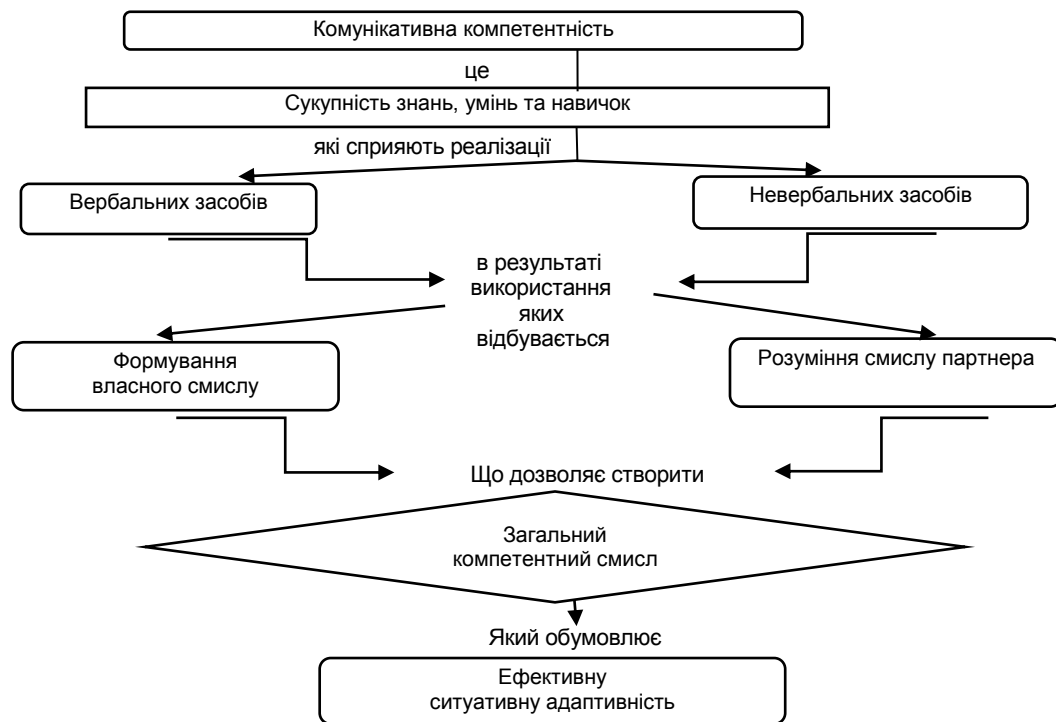 Комунікативна компетентність
це
Сукупність знань, умінь та навичок
які сприяють реалізації
Вербальних засобів
Невербальних засобів
в результаті
використання
яких
відбувається
Формування
власного смислу
Розуміння смислу партнера
Що дозволяє створити
Загальний
компетентний смисл
Який обумовлює
Ефективну
ситуативну адаптивність